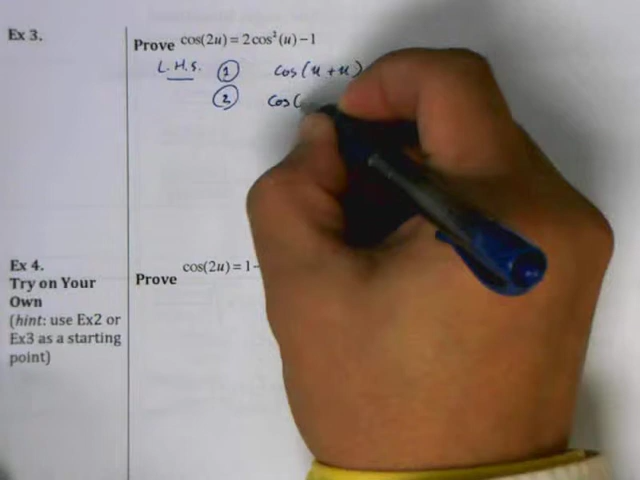 Ex 3.
Prove cos(2u) = 2cos²(u) − 1
L.H.S. ① cos(u + u)
② cos(
Ex 4.
Try on Your
Own
(hint: use Ex2 or
Ex3 as a starting
point)
Prove cos(2u) = 1 −